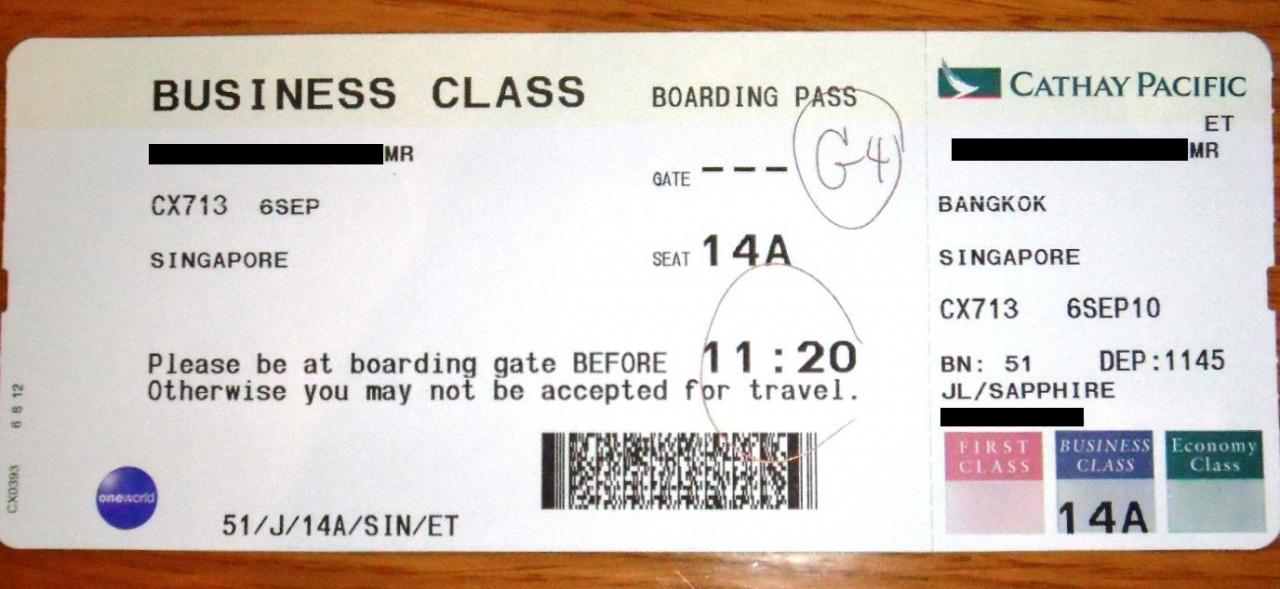 BUSINESS CLASS BOARDING PASS
MR
GATE --- G4
CX713 6SEP
SINGAPORE
SEAT 14A
Please be at boarding gate BEFORE 11:20
Otherwise you may not be accepted for travel.
oneworld
51/J/14A/SIN/ET
CX0393 6 8 12
CATHAY PACIFIC
ET
MR
BANGKOK
SINGAPORE
CX713 6SEP10
BN: 51 DEP:1145
JL/SAPPHIRE
FIRST CLASS
BUSINESS CLASS
Economy Class
14A